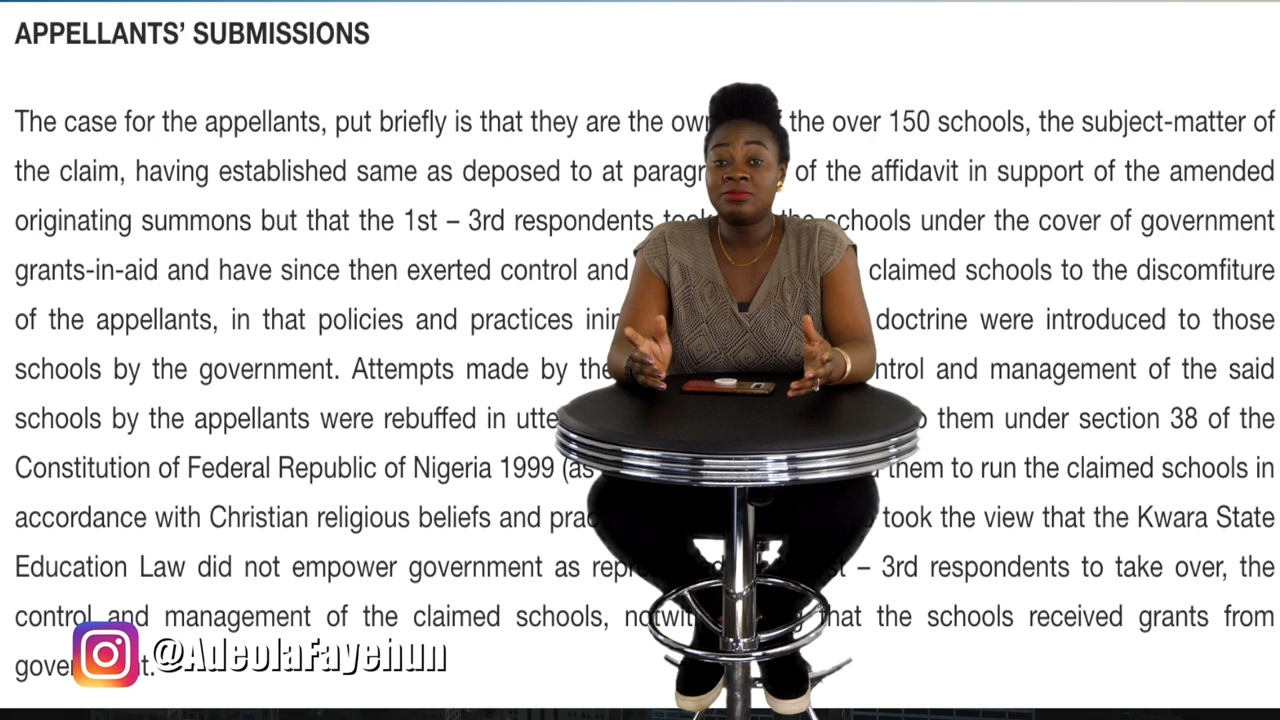 APPELLANTS' SUBMISSIONS
The case for the appellants, put briefly is that they are the the over 150 schools, the subject-matter of
the claim, having established same as deposed to at of the affidavit in support of the amended
originating summons but that the 1st – 3rd respondents schools under the cover of government
grants-in-aid and have since then exerted control and claimed schools to the discomfiture
of the appellants, in that policies and practices doctrine were introduced to those
schools by the government. Attempts made by the and management of the said
schools by the appellants were rebuffed in them under section 38 of the
Constitution of Federal Republic of Nigeria 1999 (as them to run the claimed schools in
accordance with Christian religious beliefs and took the view that the Kwara State
Education Law did not empower government as – 3rd respondents to take over, the
control and management of the claimed schools, that the schools received grants from
@AdeolaFayehun